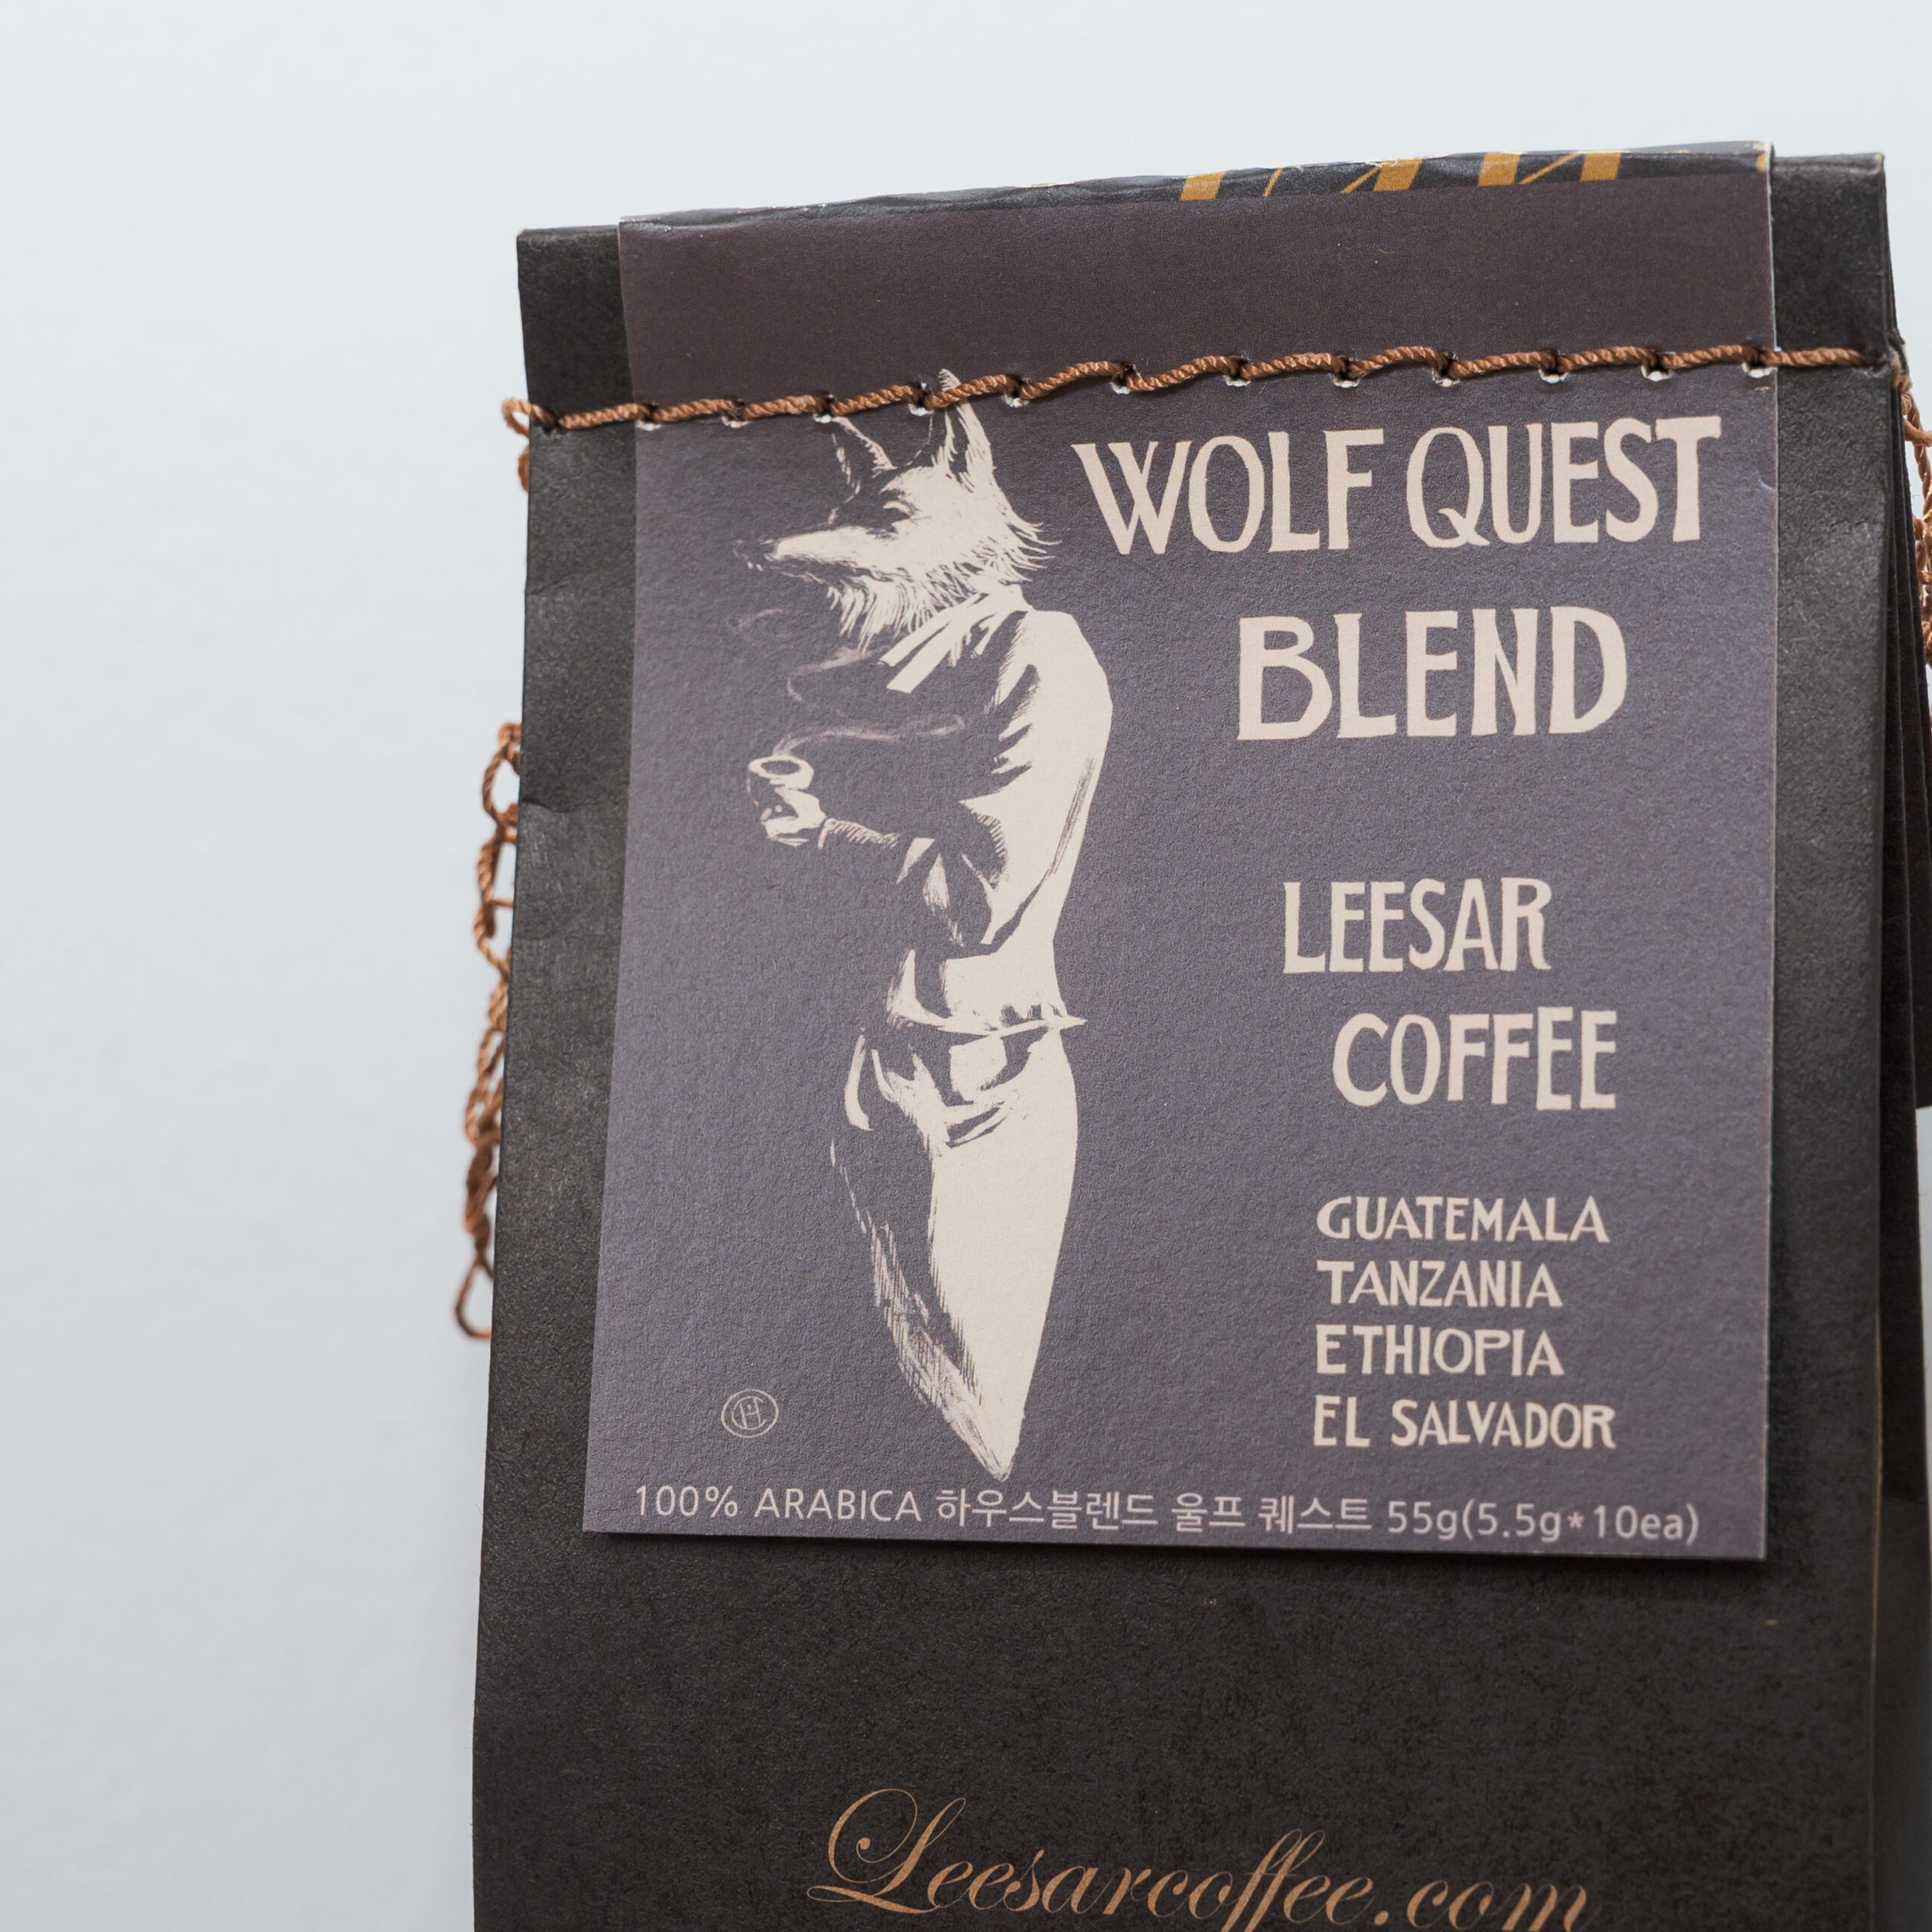 WOLF QUEST
BLEND
LEESAR
COFFEE
GUATEMALA
TANZANIA
ETHIOPIA
EL SALVADOR
100% ARABICA 하우스블렌드 울프 퀘스트 55g(5.5g*10ea)
Leesarcoffee.com